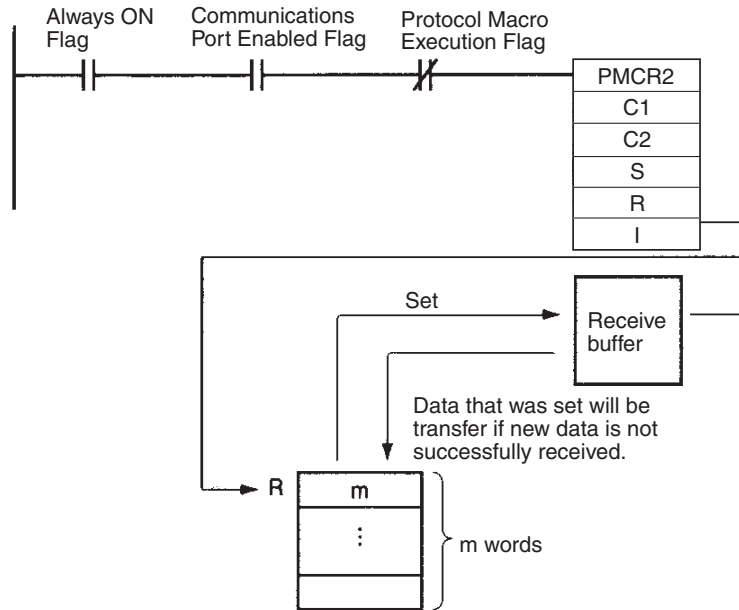 Always ON
Flag
Communications
Port Enabled Flag
Protocol Macro
Execution Flag
PMCR2
C1
C2
S
R
I
Set
Receive
buffer
Data that was set will be
transfer if new data is not
successfully received.
R
m
⋮
m words